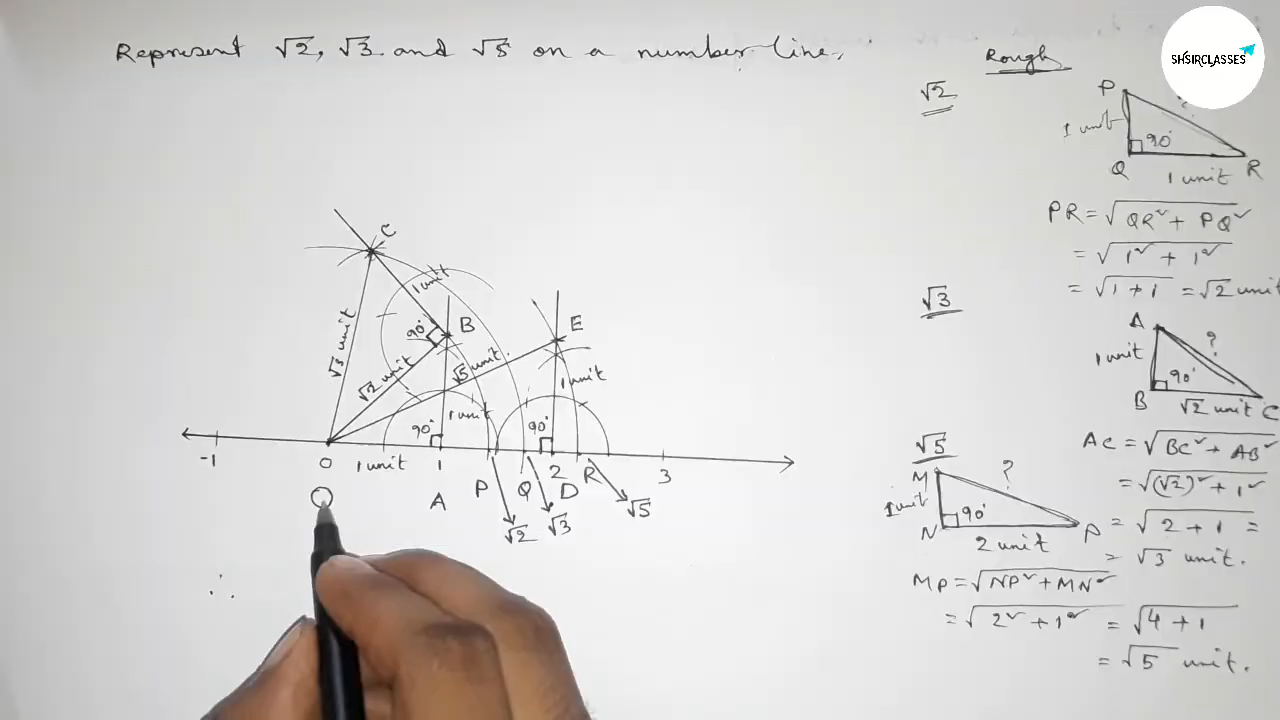 Represent √2, √3 and √5 on a number line.
SHSIRCLASSES
Rough
√2
P
?
1 unit
90°
Q
1 unit
R
PR = √QR² + PQ²
= √1² + 1²
= √1 + 1 = √2 unit
√3
A
?
1 unit
90°
B
√2 unit
C
AC = √BC² + AB²
= √(√2)² + 1²
= √2 + 1 =
= √3 unit.
√5
M
?
1 unit
90°
N
2 unit
P
MP = √NP² + MN²
= √2² + 1² = √4 + 1
= √5 unit.
C
1 unit
90°
B
E
√3 unit
√2 unit
√5 unit.
1 unit
1 unit
90°
90°
-1
0
1 unit
1
2
3
O
A
P
Q
D
R
√2
√3
√5
∴